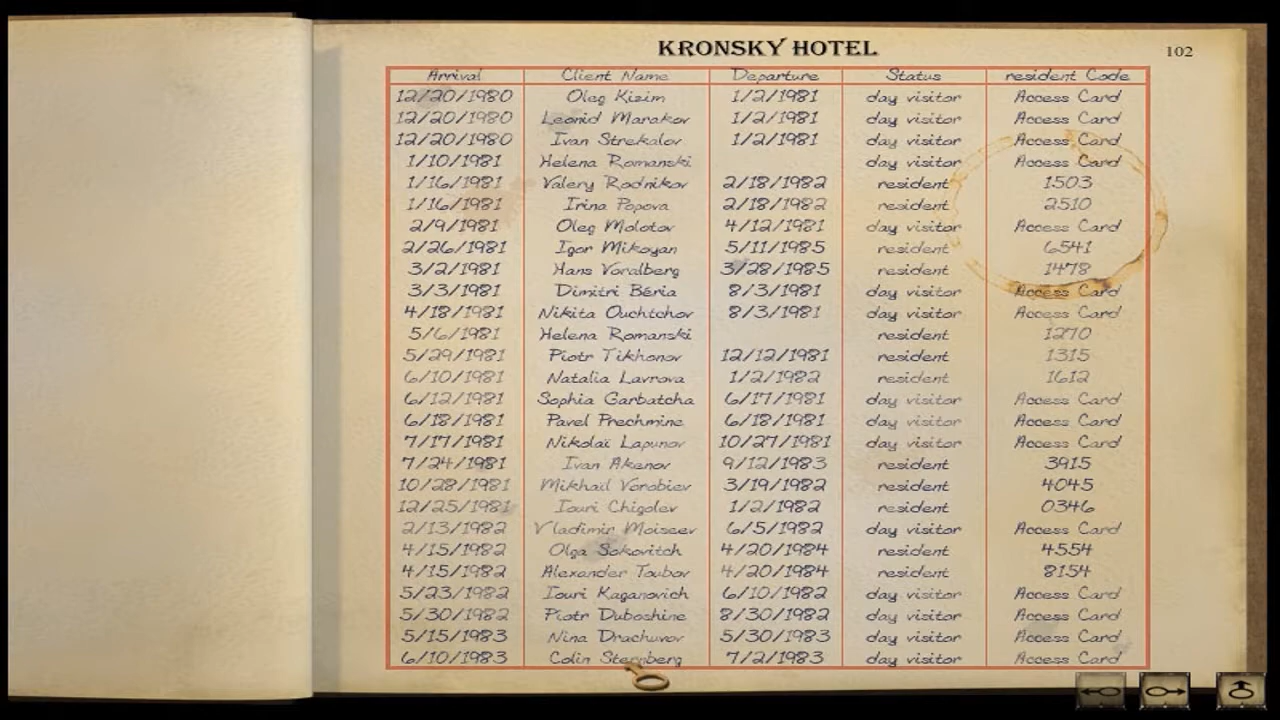 KRONSKY HOTEL
102
Arrival Client Name Departure Status resident Code
12/20/1980 Oleg Kizim 1/2/1981 day visitor Access Card
12/20/1980 Leonid Marakov 1/2/1981 day visitor Access Card
12/20/1980 Ivan Strekalov 1/2/1981 day visitor Access Card
1/10/1981 Helena Romanski day visitor Access Card
1/16/1981 Valery Rodnikov 2/18/1982 resident 1503
1/16/1981 Irina Popova 2/18/1982 resident 2510
2/9/1981 Oleg Molotov 4/12/1981 day visitor Access Card
2/26/1981 Igor Mikoyan 5/11/1985 resident 6541
3/2/1981 Hans Voralberg 3/28/1985 resident 1478
3/3/1981 Dimitri Béria 8/3/1981 day visitor Access Card
4/18/1981 Nikita Ouchtchov 8/3/1981 day visitor Access Card
5/6/1981 Helena Romanski resident 1270
5/29/1981 Piotr Tikhonov 12/12/1981 resident 1315
6/10/1981 Natalia Lavrova 1/2/1982 resident 1612
6/12/1981 Sophia Garbatcha 6/17/1981 day visitor Access Card
6/18/1981 Pavel Prechmine 6/18/1981 day visitor Access Card
7/17/1981 Nikolaï Lapunov 10/27/1981 day visitor Access Card
7/24/1981 Ivan Akenov 9/12/1983 resident 3915
10/28/1981 Mikhail Vorobiev 3/19/1982 resident 4045
12/25/1981 Iouri Chigolev 1/2/1982 resident 0346
2/13/1982 Vladimir Moiseev 6/5/1982 day visitor Access Card
4/15/1982 Olga Sokovitch 4/20/1984 resident 4554
4/15/1982 Alexander Toubov 4/20/1984 resident 8154
5/23/1982 Iouri Kaganovich 6/10/1982 day visitor Access Card
5/30/1982 Piotr Duboshine 8/30/1982 day visitor Access Card
5/15/1983 Nina Drachuvov 5/30/1983 day visitor Access Card
6/10/1983 Colin Sternberg 7/2/1983 day visitor Access Card